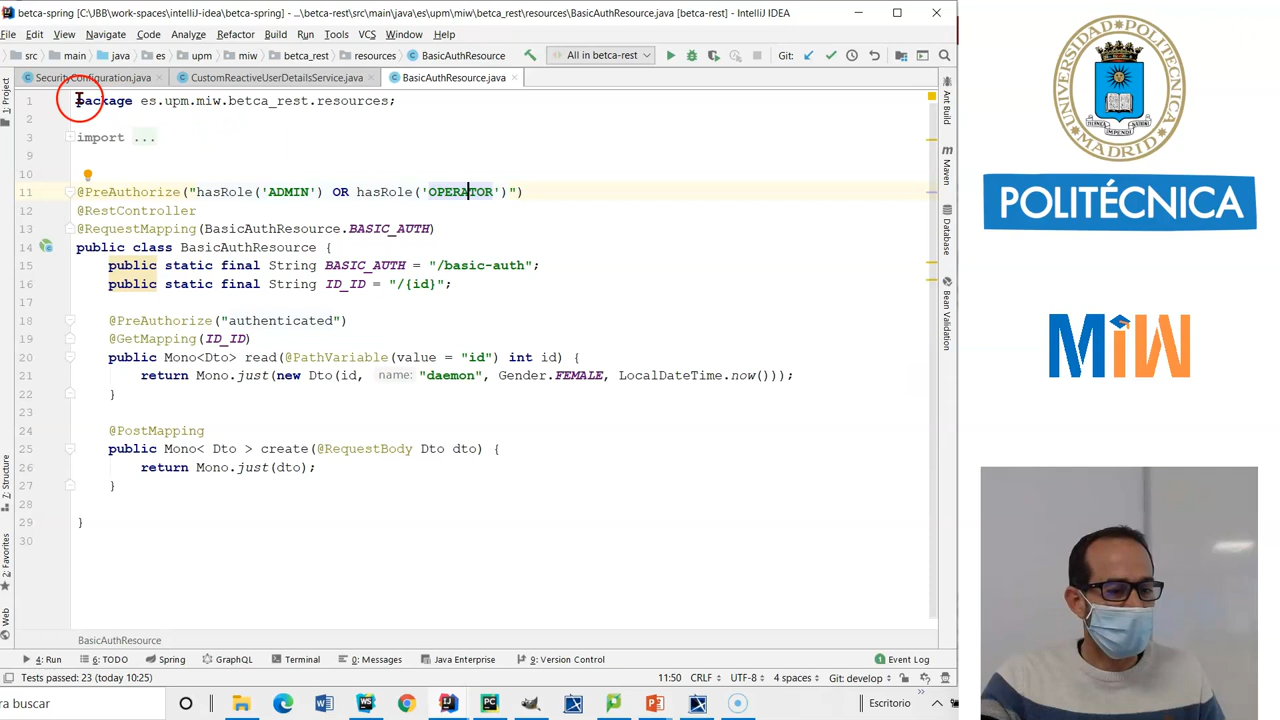 betca-spring [C:\JBB\work-spaces\intelliJ-idea\betca-spring] - ...\betca-rest\src\main\java\es\upm\miw\betca_rest\resources\BasicAuthResource.java [betca-rest] - IntelliJ IDEA
File Edit View Navigate Code Analyze Refactor Build Run Tools VCS Window Help
src main java es upm miw betca_rest resources BasicAuthResource All in betca-rest Git:
SecurityConfiguration.java CustomReactiveUserDetailsService.java BasicAuthResource.java
1 package es.upm.miw.betca_rest.resources;
2
3 import ...
9
10
11 @PreAuthorize("hasRole('ADMIN') OR hasRole('OPERATOR')")
12 @RestController
13 @RequestMapping(BasicAuthResource.BASIC_AUTH)
14 public class BasicAuthResource {
15 public static final String BASIC_AUTH = "/basic-auth";
16 public static final String ID_ID = "/{id}";
17
18 @PreAuthorize("authenticated")
19 @GetMapping(ID_ID)
20 public Mono<Dto> read(@PathVariable(value = "id") int id) {
21 return Mono.just(new Dto(id, name: "daemon", Gender.FEMALE, LocalDateTime.now()));
22 }
23
24 @PostMapping
25 public Mono< Dto > create(@RequestBody Dto dto) {
26 return Mono.just(dto);
27 }
28
29 }
30
BasicAuthResource
4: Run 6: TODO Spring GraphQL Terminal 0: Messages Java Enterprise 9: Version Control Event Log
Tests passed: 23 (today 10:25) 11:50 CRLF UTF-8 4 spaces Git: develop
a buscar Escritorio
1: Project
7: Structure
2: Favorites
Web
Ant Build
Maven
Database
Bean Validation
UNIVERSIDAD POLITÉCNICA
MADRID
POLITÉCNICA
MiW